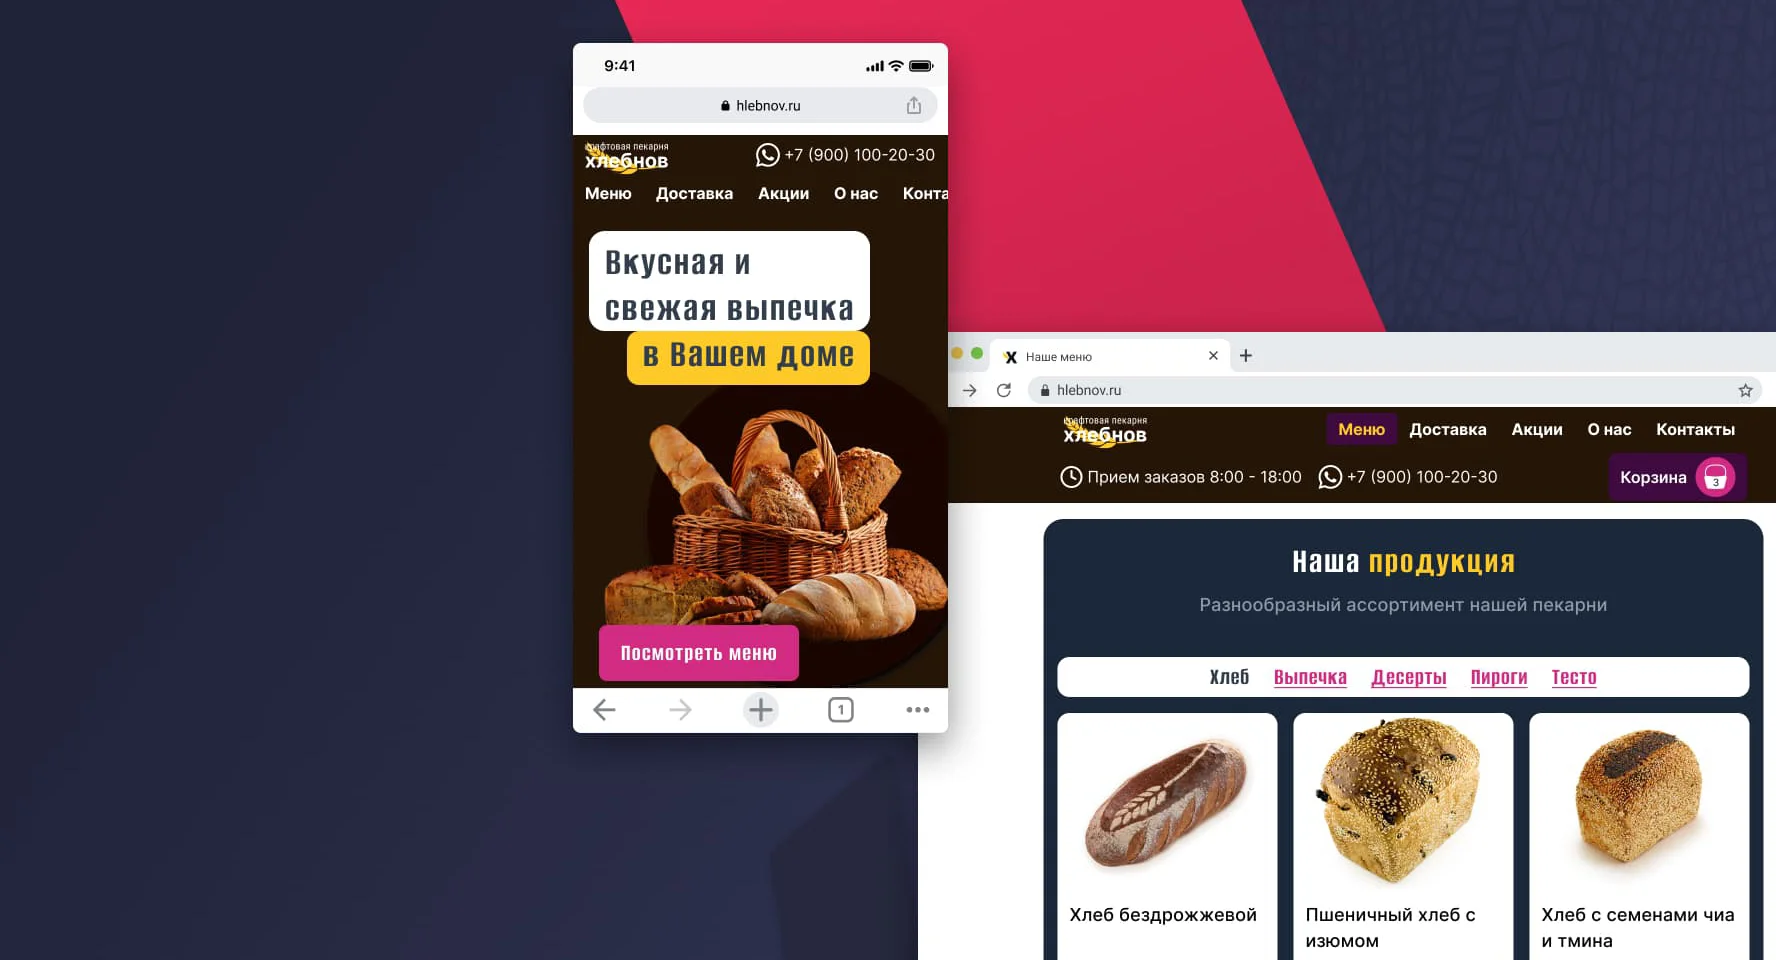 9:41
hlebnov.ru
крафтовая пекарня
хлебнов
+7 (900) 100-20-30
Меню Доставка Акции О нас Конта
Вкусная и
свежая выпечка
в Вашем доме
Посмотреть меню
1
Наше меню
hlebnov.ru
крафтовая пекарня
хлебнов
Меню Доставка Акции О нас Контакты
Прием заказов 8:00 - 18:00 +7 (900) 100-20-30
Корзина 3
Наша продукция
Разнообразный ассортимент нашей пекарни
Хлеб Выпечка Десерты Пироги Тесто
Хлеб бездрожжевой
Пшеничный хлеб с
изюмом
Хлеб с семенами чиа
и тмина